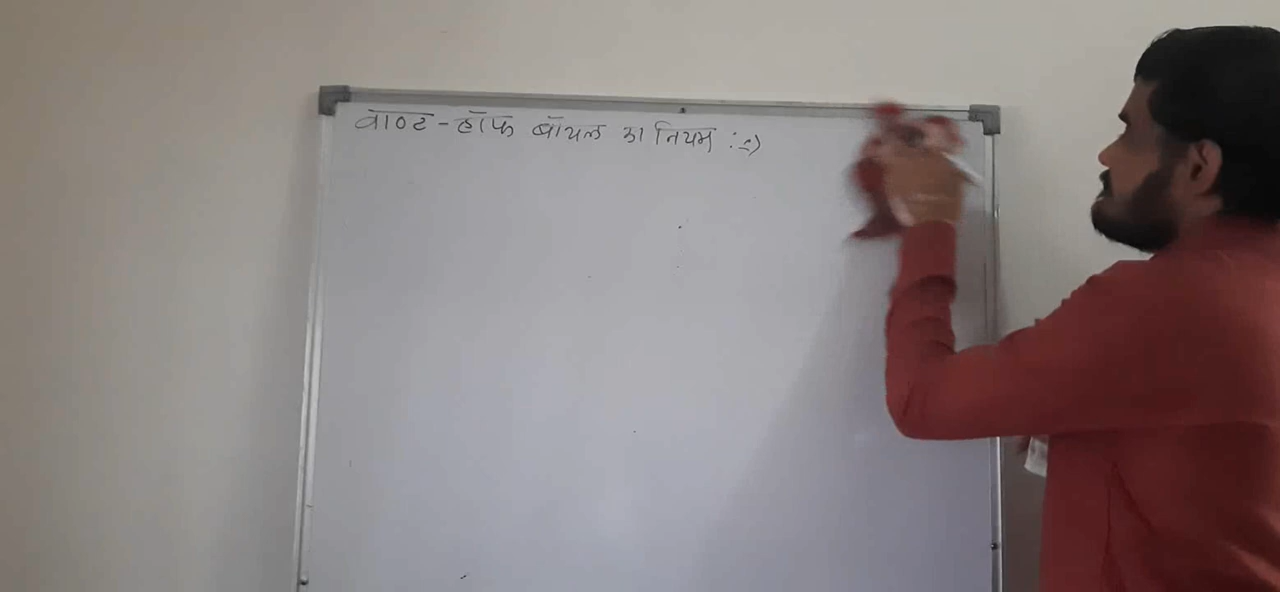 वाण्ट - हॉफ बॉयल का नियम :-)